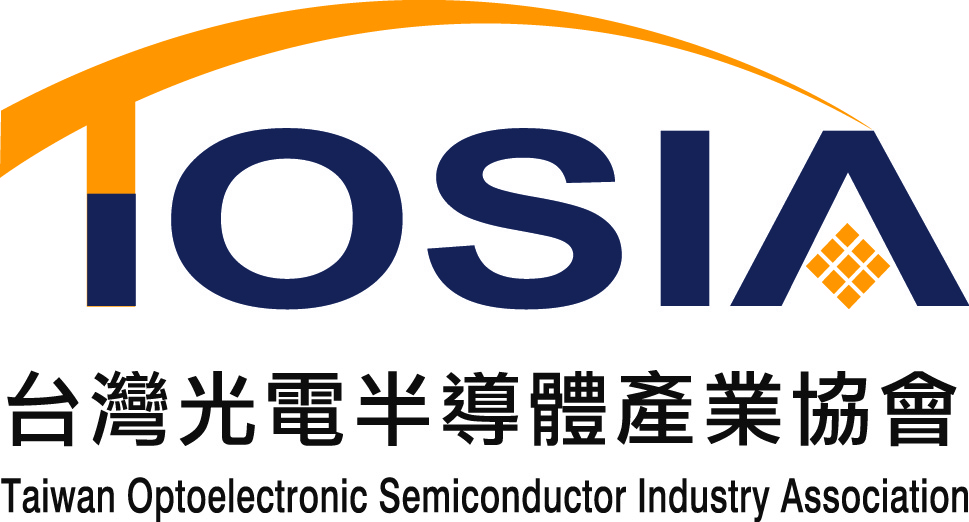 TOSIA
台灣光電半導體產業協會
Taiwan Optoelectronic Semiconductor Industry Association